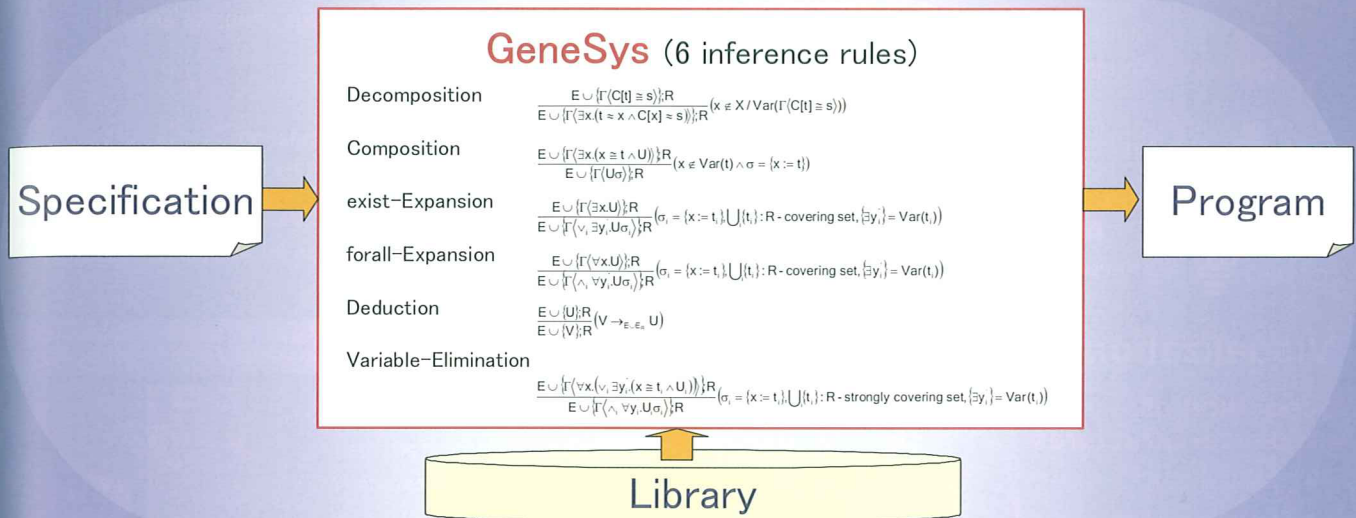 GeneSys (6 inference rules)
Decomposition
E ∪ {Γ⟨C[t] ≅ s⟩};R
E ∪ {Γ⟨∃x.(t ≈ x ∧ C[x] ≈ s)⟩};R (x ∉ X / Var(Γ⟨C[t] ≅ s⟩))
Composition
E ∪ {Γ⟨∃x.(x ≅ t ∧ U)⟩};R
E ∪ {Γ⟨Uσ⟩};R (x ∉ Var(t) ∧ σ = {x := t})
exist-Expansion
E ∪ {Γ⟨∃x.U⟩};R
E ∪ {Γ⟨∨ᵢ ∃yᵢ.Uσᵢ⟩};R (σᵢ = {x := tᵢ}, ⋃{tᵢ} : R - covering set, {∃yᵢ} = Var(tᵢ))
forall-Expansion
E ∪ {Γ⟨∀x.U⟩};R
E ∪ {Γ⟨∧ᵢ ∀yᵢ.Uσᵢ⟩};R (σᵢ = {x := tᵢ}, ⋃{tᵢ} : R - covering set, {∃yᵢ} = Var(tᵢ))
Deduction
E ∪ {U};R
E ∪ {V};R (V → U)
Variable-Elimination
E ∪ {Γ⟨∀x.(∨ᵢ ∃yᵢ.(x ≅ tᵢ ∧ Uᵢ))⟩};R
E ∪ {Γ⟨∧ᵢ ∀yᵢ.Uᵢσᵢ⟩};R (σᵢ = {x := tᵢ}, ⋃{tᵢ} : R - strongly covering set, {∃yᵢ} = Var(tᵢ))
Specification
Program
Library